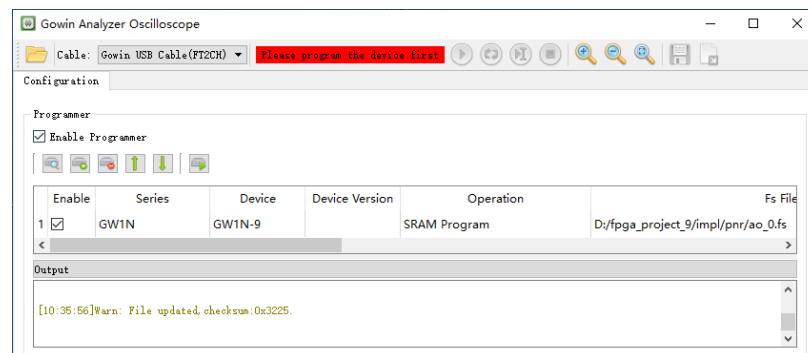 Gowin Analyzer Oscilloscope
Cable: Gowin USB Cable(FT2CH) Please program the device first
Configuration
Programmer
Enable Programmer
Enable Series Device Device Version Operation Fs File
1 GW1N GW1N-9 SRAM Program D:/fpga_project_9/impl/pnr/ao_0.fs
Output
[10:35:56]Warn: File updated,checksum:0x3225.